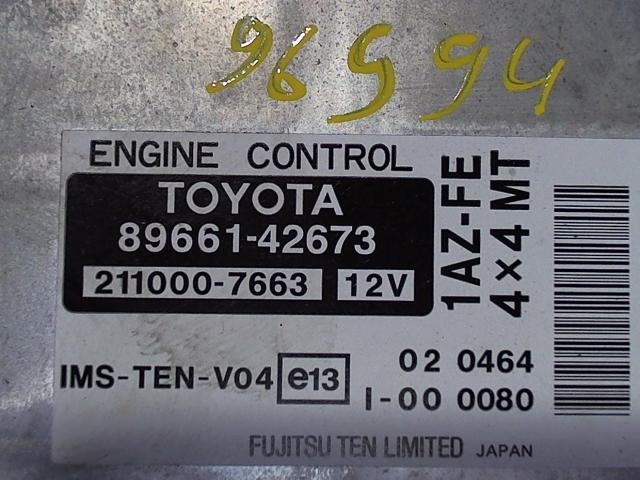 96994
ENGINE CONTROL
TOYOTA
89661-42673
211000-7663 12V
1AZ-FE
4×4 MT
IMS-TEN-V04 e13
02 0464
I-00 0080
FUJITSU TEN LIMITED JAPAN